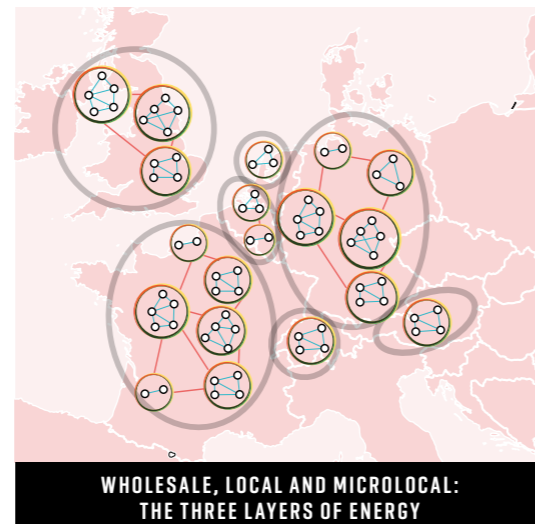 WHOLESALE, LOCAL AND MICROLOCAL:
THE THREE LAYERS OF ENERGY